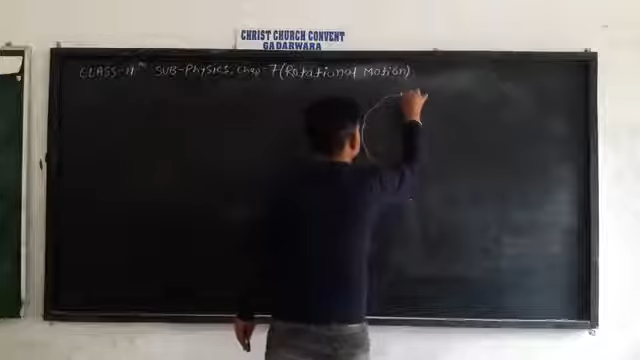 CHRIST CHURCH CONVENT
GADARWARA
CLASS-11th SUB-Physics, Chap-7 (Rotational Motion)